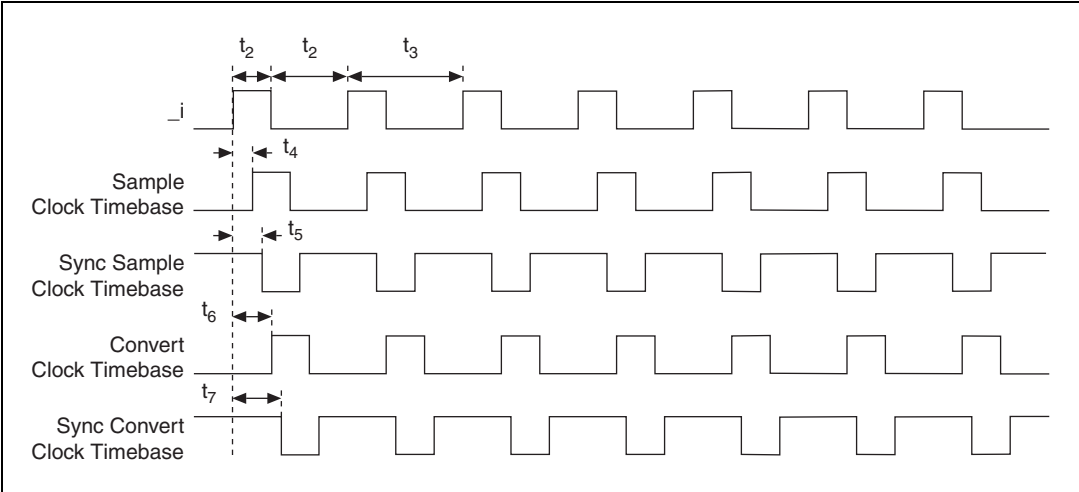 t2 t2 t3
_i
t4
Sample
Clock Timebase
t5
Sync Sample
Clock Timebase
t6
Convert
Clock Timebase
t7
Sync Convert
Clock Timebase